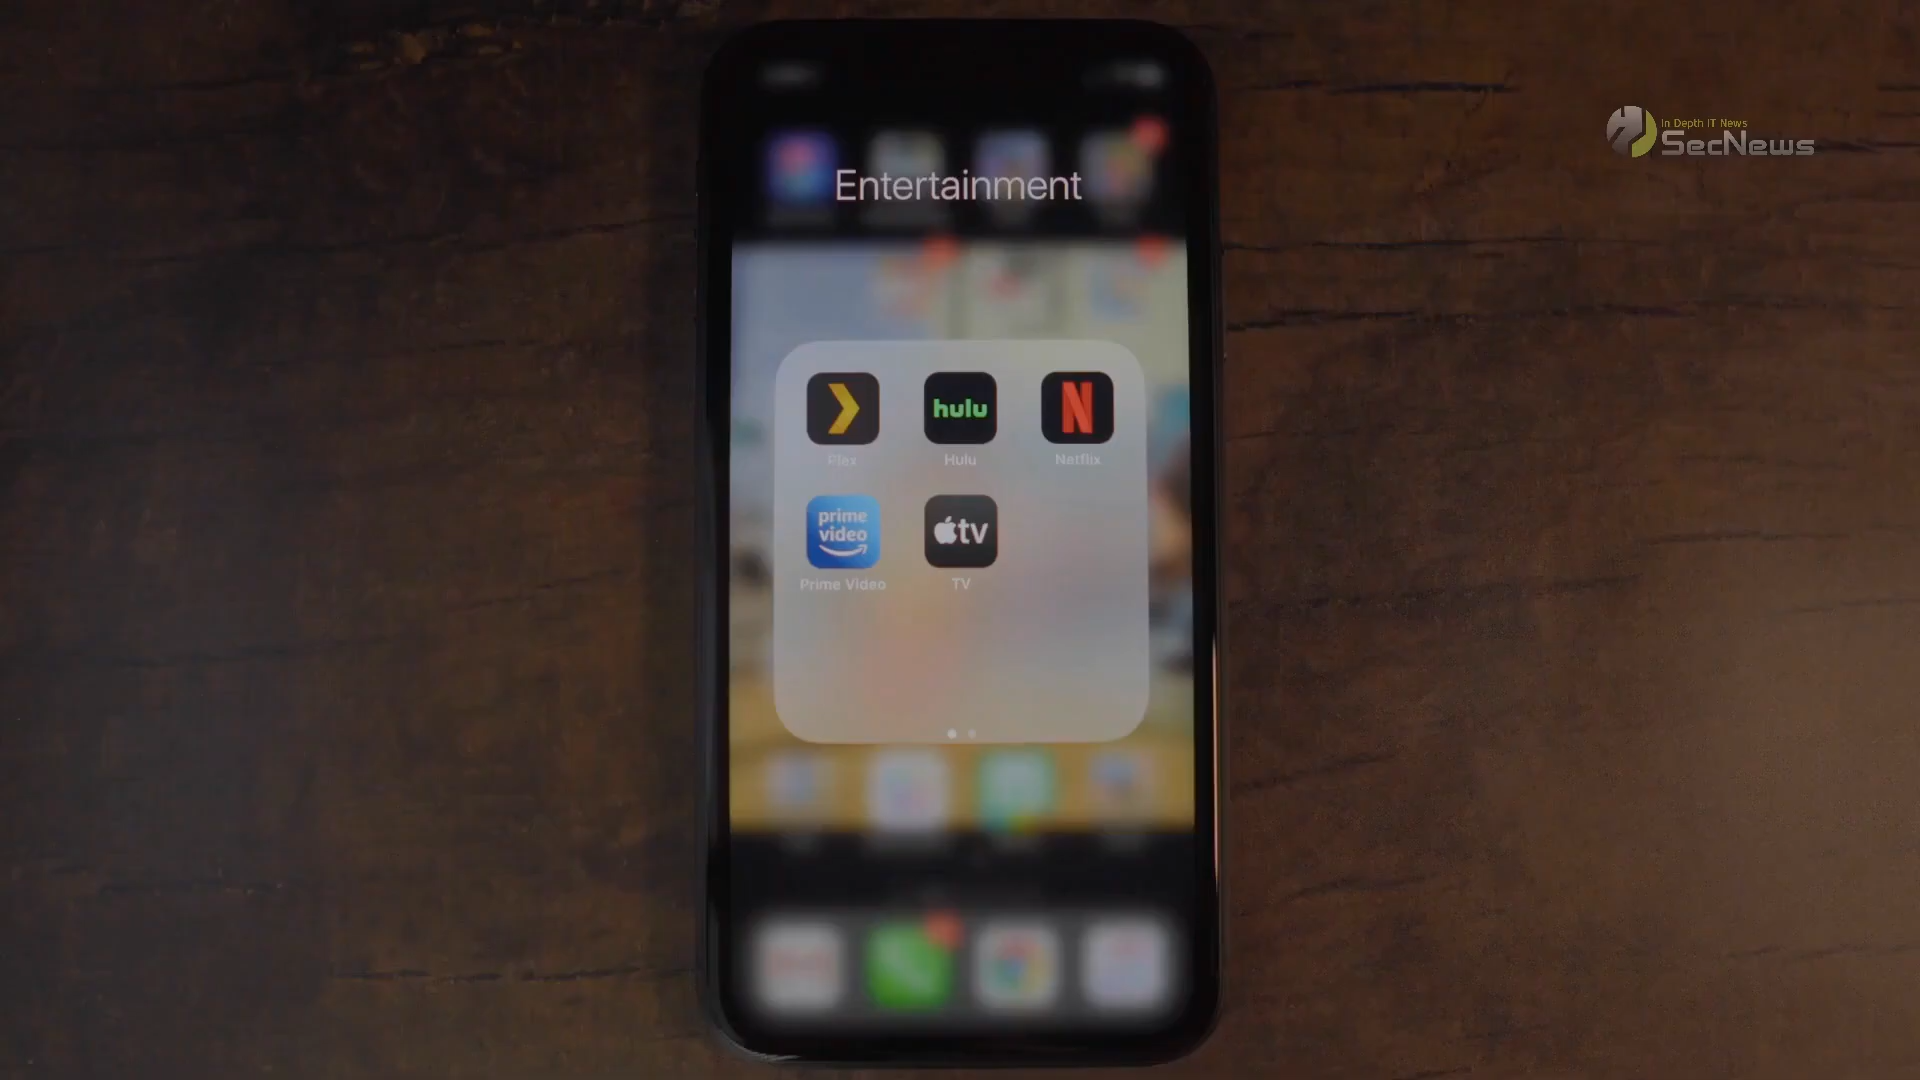 In Depth IT News
SecNews
Entertainment
hulu
N
Plex
Hulu
Netflix
prime
video
tv
Prime Video
TV